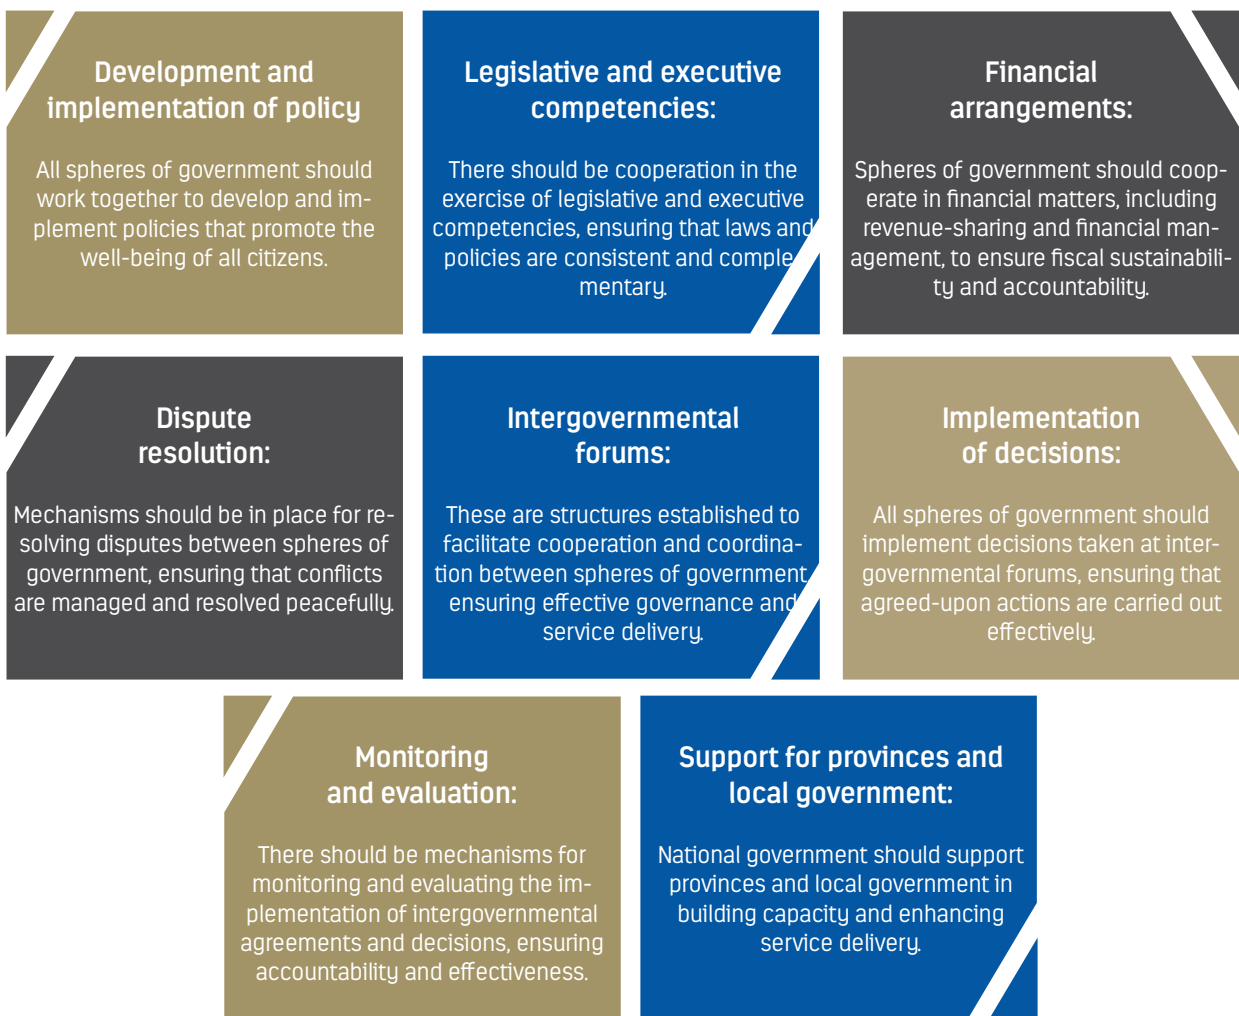 Development and
implementation of policy
All spheres of government should
work together to develop and im-
plement policies that promote the
well-being of all citizens.
Legislative and executive
competencies:
There should be cooperation in the
exercise of legislative and executive
competencies, ensuring that laws and
policies are consistent and comple-
mentary.
Financial
arrangements:
Spheres of government should coop-
erate in financial matters, including
revenue-sharing and financial man-
agement, to ensure fiscal sustainabili-
ty and accountability.
Dispute
resolution:
Mechanisms should be in place for re-
solving disputes between spheres of
government, ensuring that conflicts
are managed and resolved peacefully.
Intergovernmental
forums:
These are structures established to
facilitate cooperation and coordina-
tion between spheres of government,
ensuring effective governance and
service delivery.
Implementation
of decisions:
All spheres of government should
implement decisions taken at inter-
governmental forums, ensuring that
agreed-upon actions are carried out
effectively.
Monitoring
and evaluation:
There should be mechanisms for
monitoring and evaluating the im-
plementation of intergovernmental
agreements and decisions, ensuring
accountability and effectiveness.
Support for provinces and
local government:
National government should support
provinces and local government in
building capacity and enhancing
service delivery.